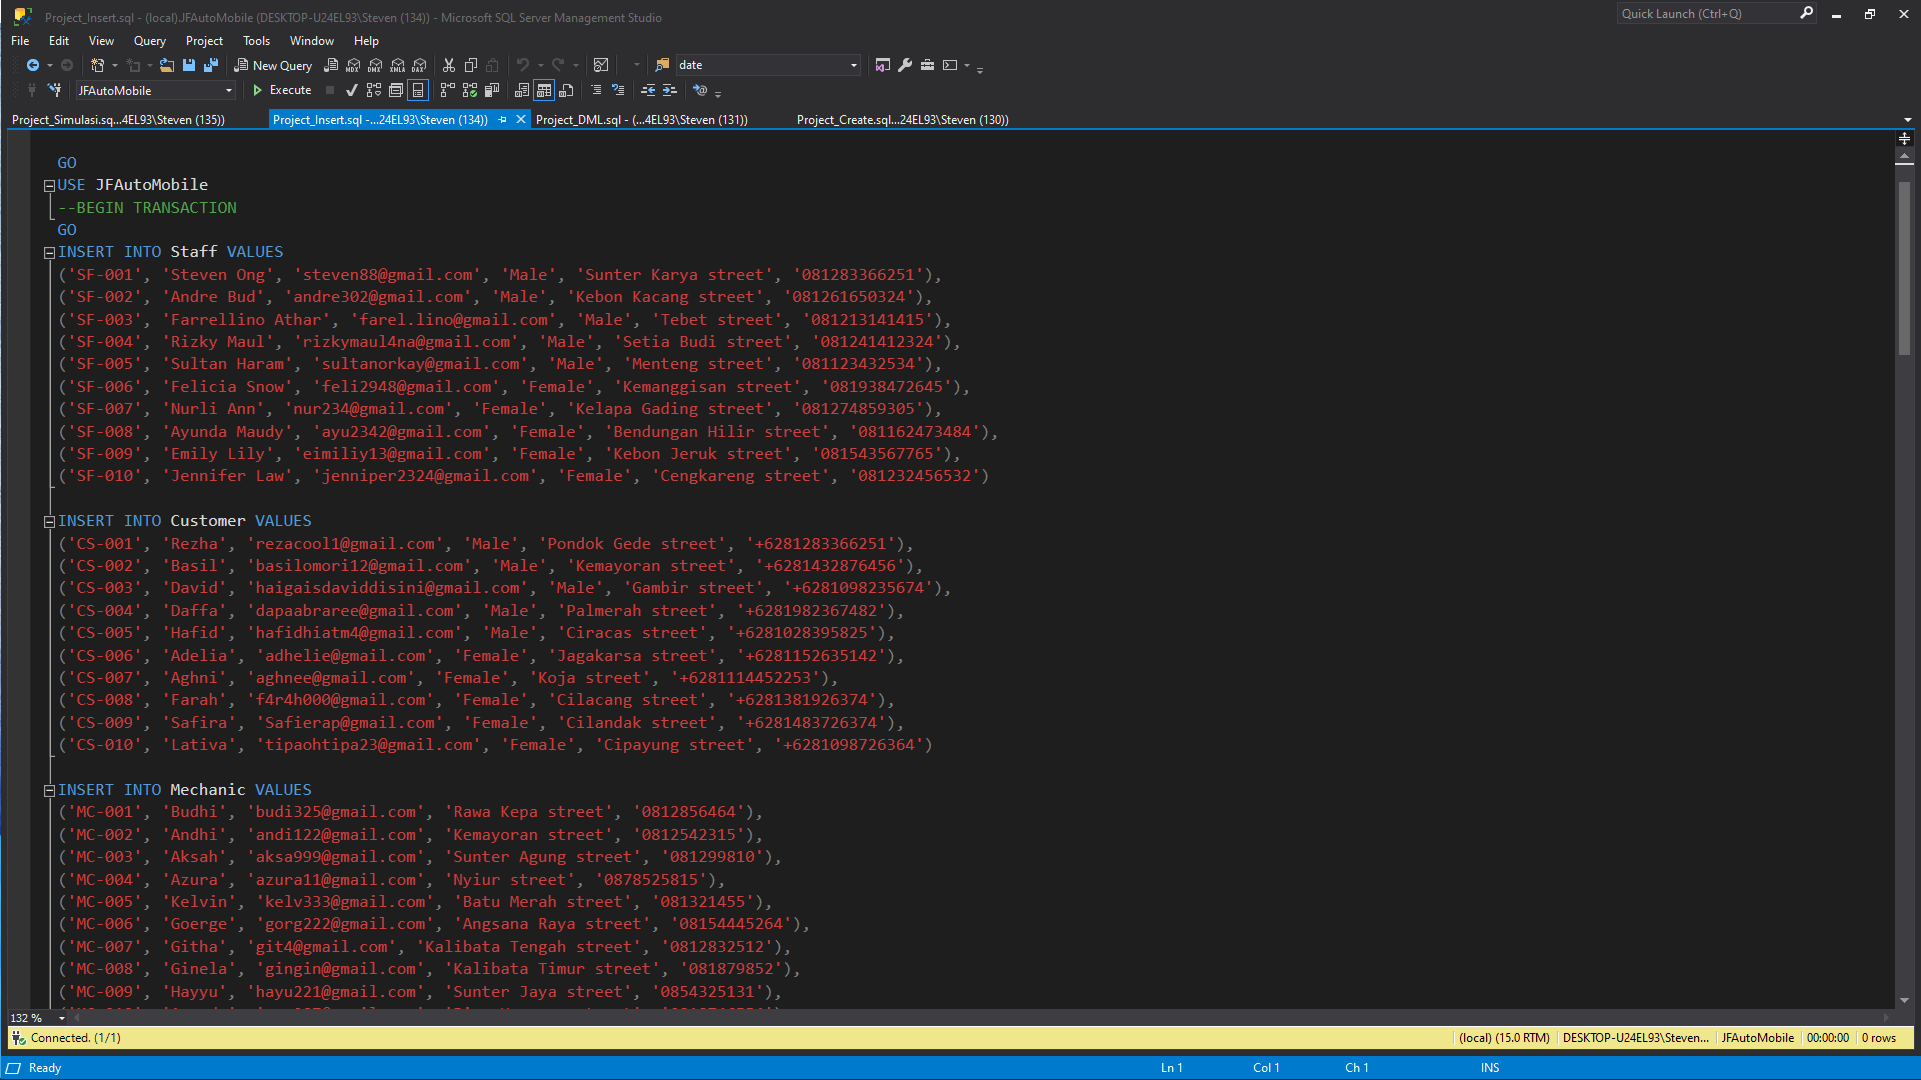 Project_Insert.sql - (local).JFAutoMobile (DESKTOP-U24EL93\Steven (134)) - Microsoft SQL Server Management Studio
Quick Launch (Ctrl+Q)
File Edit View Query Project Tools Window Help
New Query MDX DMX XMLA DAX date
JFAutoMobile Execute
Project_Simulasi.sq...4EL93\Steven (135)) Project_Insert.sql -...24EL93\Steven (134)) Project_DML.sql - (...4EL93\Steven (131)) Project_Create.sql...24EL93\Steven (130))
GO
USE JFAutoMobile
--BEGIN TRANSACTION
GO
INSERT INTO Staff VALUES
('SF-001', 'Steven Ong', 'steven88@gmail.com', 'Male', 'Sunter Karya street', '081283366251'),
('SF-002', 'Andre Bud', 'andre302@gmail.com', 'Male', 'Kebon Kacang street', '081261650324'),
('SF-003', 'Farrellino Athar', 'farel.lino@gmail.com', 'Male', 'Tebet street', '081213141415'),
('SF-004', 'Rizky Maul', 'rizkymaul4na@gmail.com', 'Male', 'Setia Budi street', '081241412324'),
('SF-005', 'Sultan Haram', 'sultanorkay@gmail.com', 'Male', 'Menteng street', '081123432534'),
('SF-006', 'Felicia Snow', 'feli2948@gmail.com', 'Female', 'Kemanggisan street', '081938472645'),
('SF-007', 'Nurli Ann', 'nur234@gmail.com', 'Female', 'Kelapa Gading street', '081274859305'),
('SF-008', 'Ayunda Maudy', 'ayu2342@gmail.com', 'Female', 'Bendungan Hilir street', '081162473484'),
('SF-009', 'Emily Lily', 'eimiliy13@gmail.com', 'Female', 'Kebon Jeruk street', '081543567765'),
('SF-010', 'Jennifer Law', 'jenniper2324@gmail.com', 'Female', 'Cengkareng street', '081232456532')
INSERT INTO Customer VALUES
('CS-001', 'Rezha', 'rezacool1@gmail.com', 'Male', 'Pondok Gede street', '+6281283366251'),
('CS-002', 'Basil', 'basilomori12@gmail.com', 'Male', 'Kemayoran street', '+6281432876456'),
('CS-003', 'David', 'haigaisdaviddisini@gmail.com', 'Male', 'Gambir street', '+6281098235674'),
('CS-004', 'Daffa', 'dapaabraree@gmail.com', 'Male', 'Palmerah street', '+6281982367482'),
('CS-005', 'Hafid', 'hafidhiatm4@gmail.com', 'Male', 'Ciracas street', '+6281028395825'),
('CS-006', 'Adelia', 'adhelie@gmail.com', 'Female', 'Jagakarsa street', '+6281152635142'),
('CS-007', 'Aghni', 'aghnee@gmail.com', 'Female', 'Koja street', '+6281114452253'),
('CS-008', 'Farah', 'f4r4h000@gmail.com', 'Female', 'Cilacang street', '+6281381926374'),
('CS-009', 'Safira', 'Safierap@gmail.com', 'Female', 'Cilandak street', '+6281483726374'),
('CS-010', 'Lativa', 'tipaohtipa23@gmail.com', 'Female', 'Cipayung street', '+6281098726364')
INSERT INTO Mechanic VALUES
('MC-001', 'Budhi', 'budi325@gmail.com', 'Rawa Kepa street', '0812856464'),
('MC-002', 'Andhi', 'andi122@gmail.com', 'Kemayoran street', '0812542315'),
('MC-003', 'Aksah', 'aksa999@gmail.com', 'Sunter Agung street', '081299810'),
('MC-004', 'Azura', 'azura11@gmail.com', 'Nyiur street', '0878525815'),
('MC-005', 'Kelvin', 'kelv333@gmail.com', 'Batu Merah street', '081321455'),
('MC-006', 'Goerge', 'gorg222@gmail.com', 'Angsana Raya street', '08154445264'),
('MC-007', 'Githa', 'git4@gmail.com', 'Kalibata Tengah street', '0812832512'),
('MC-008', 'Ginela', 'gingin@gmail.com', 'Kalibata Timur street', '081879852'),
('MC-009', 'Hayyu', 'hayu221@gmail.com', 'Sunter Jaya street', '0854325131'),
132 %
Connected. (1/1) (local) (15.0 RTM) DESKTOP-U24EL93\Steven... JFAutoMobile 00:00:00 0 rows
Ready Ln 1 Col 1 Ch 1 INS